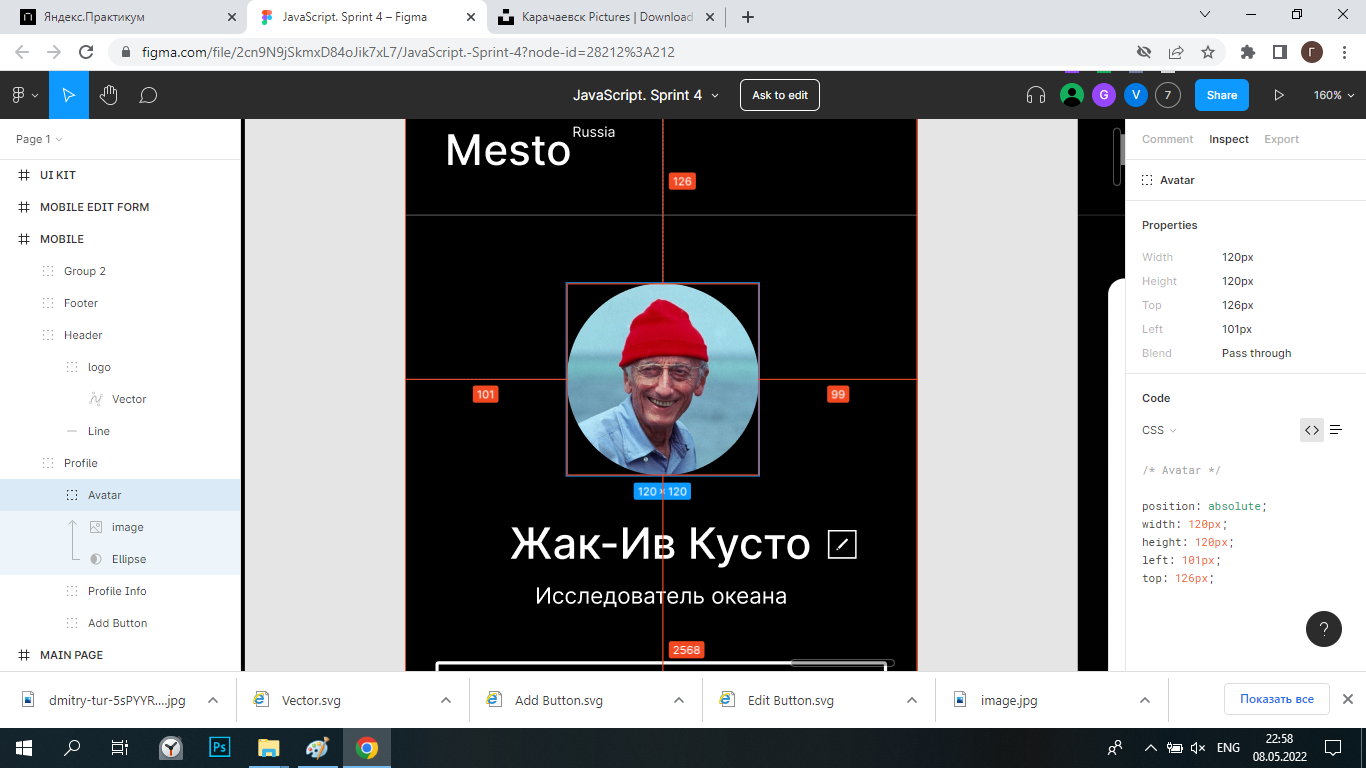 Яндекс.Практикум
JavaScript. Sprint 4 – Figma
Карачаевск Pictures | Download
figma.com/file/2cn9N9jSkmxD84oJik7xL7/JavaScript.-Sprint-4?node-id=28212%3A212
Г
JavaScript. Sprint 4
Ask to edit
G
V
7
Share
160%
Page 1
UI KIT
MOBILE EDIT FORM
MOBILE
Group 2
Footer
Header
logo
Vector
Line
Profile
Avatar
image
Ellipse
Profile Info
Add Button
MAIN PAGE
Mesto
Russia
126
101
99
120 × 120
Жак-Ив Кусто
Исследователь океана
2568
Comment Inspect Export
Avatar
Properties
Width 120px
Height 120px
Top 126px
Left 101px
Blend Pass through
Code
CSS
/* Avatar */
position: absolute;
width: 120px;
height: 120px;
left: 101px;
top: 126px;
?
dmitry-tur-5sPYYR....jpg
Vector.svg
Add Button.svg
Edit Button.svg
image.jpg
Показать все
Ps
ENG
22:58
08.05.2022